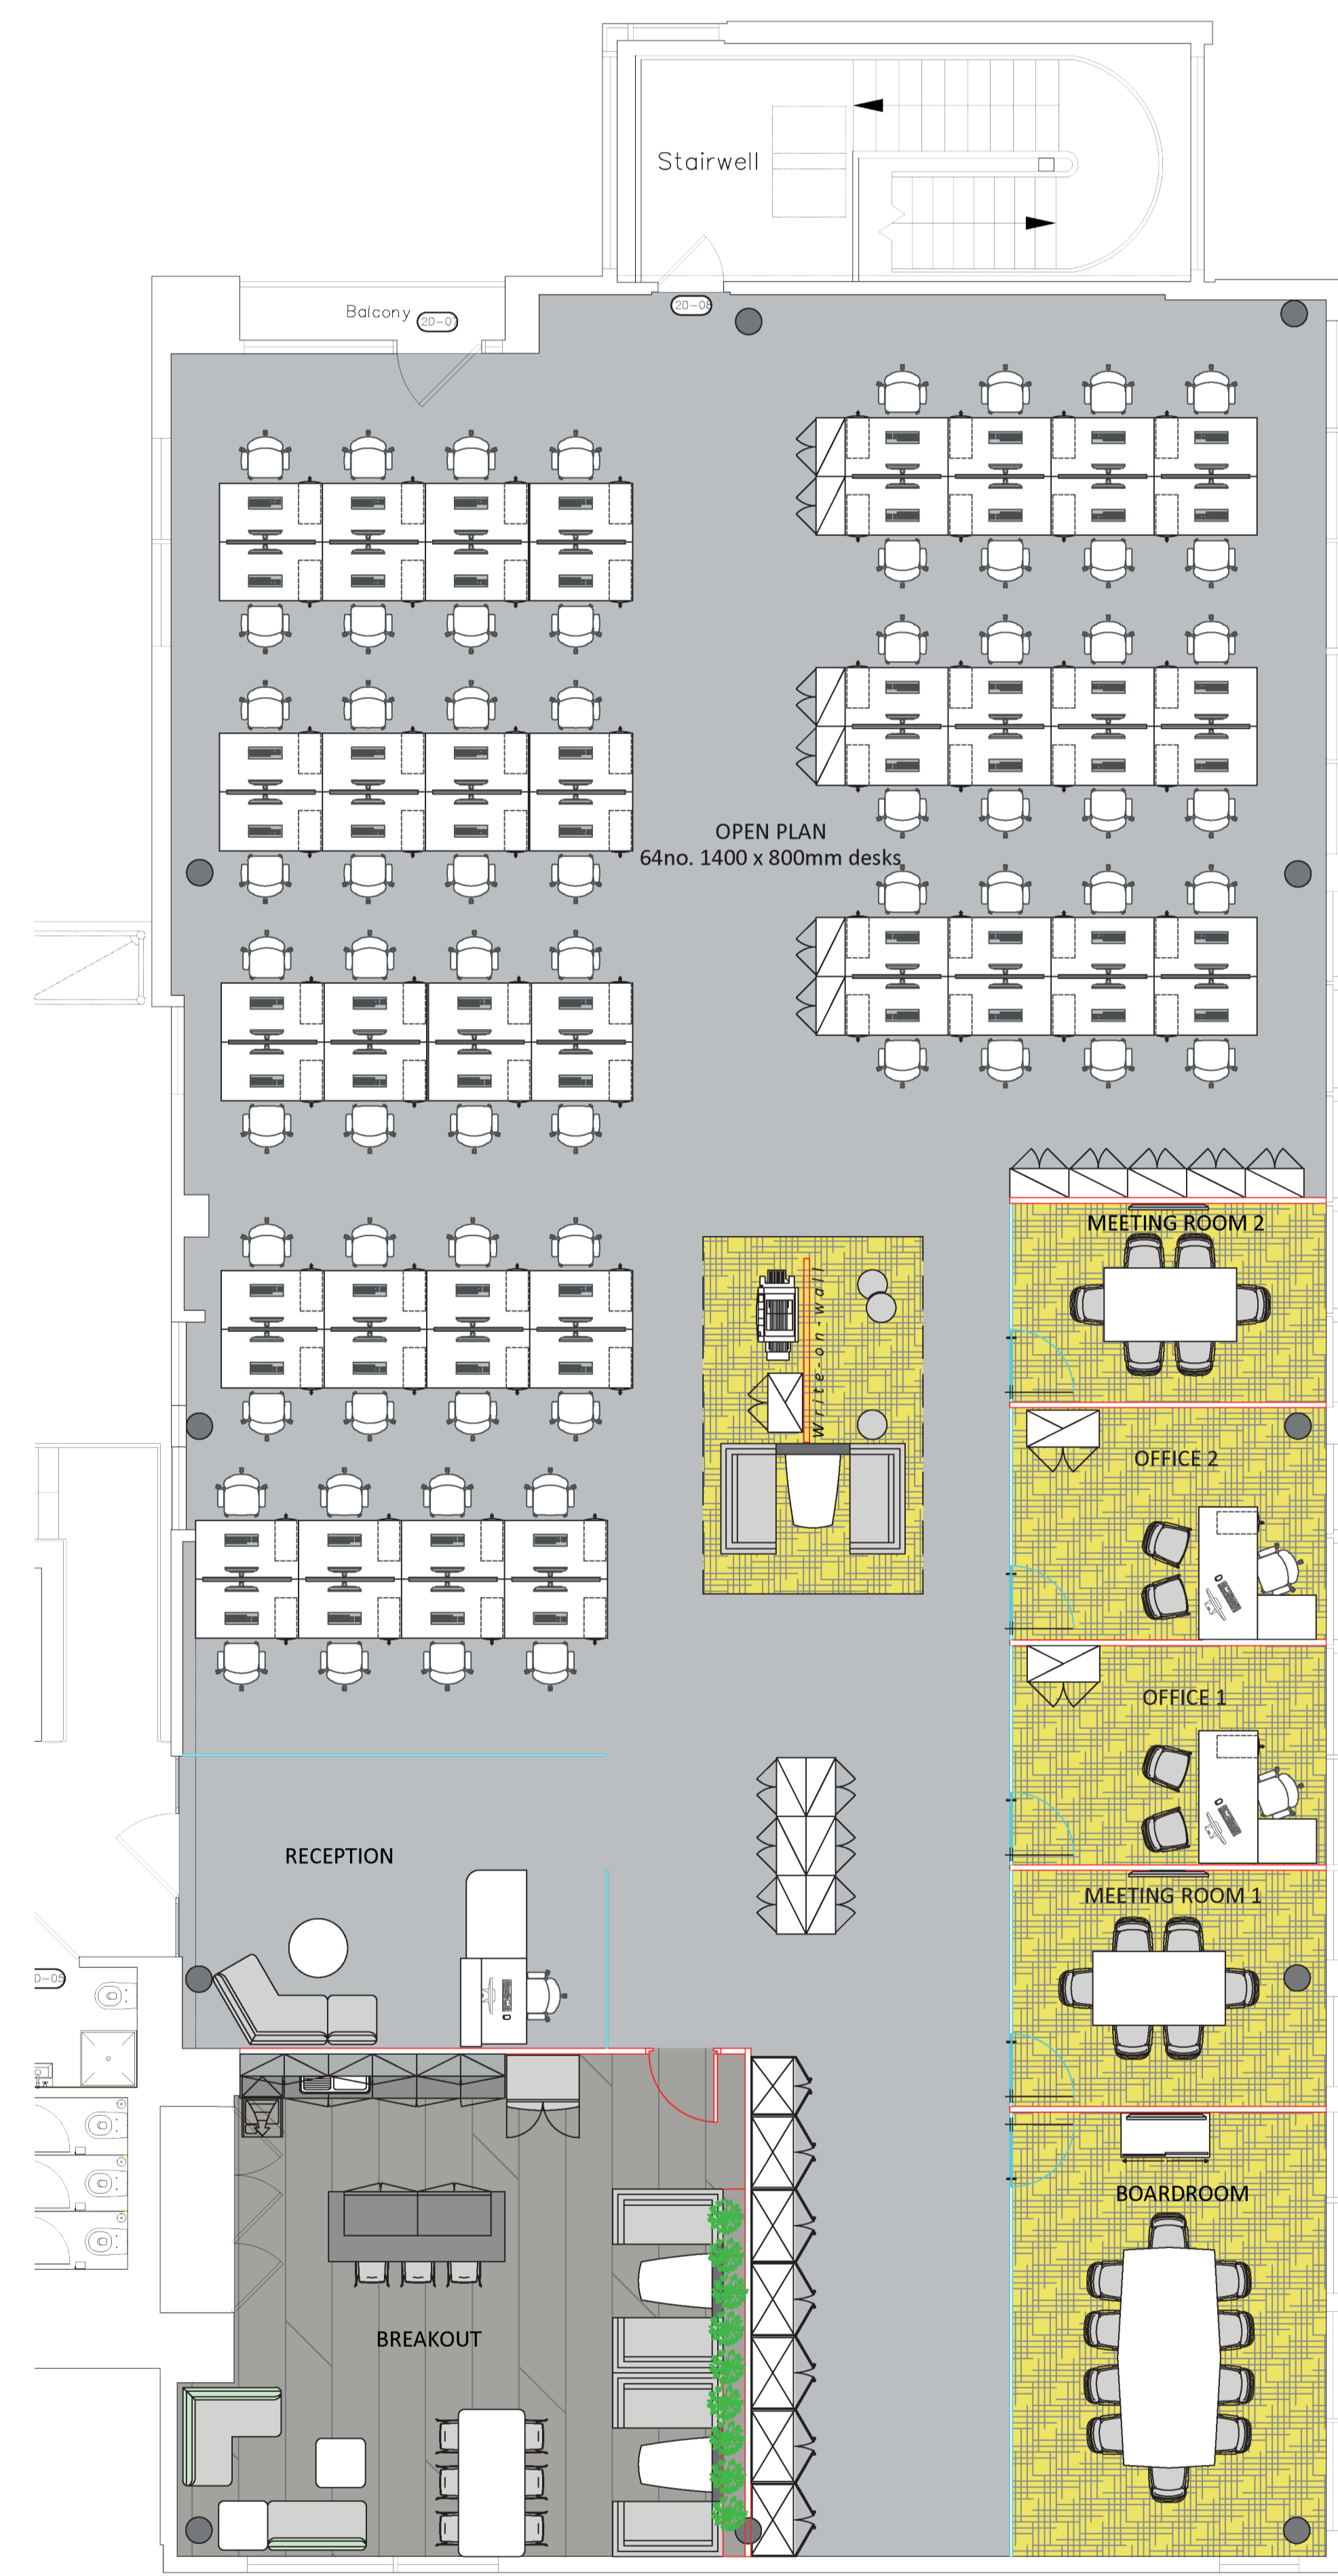 Stairwell
Balcony
2D-07
2D-08
OPEN PLAN
64no. 1400 x 800mm desks
MEETING ROOM 2
Write-on-wall
OFFICE 2
OFFICE 1
RECEPTION
MEETING ROOM 1
D-05
BOARDROOM
BREAKOUT